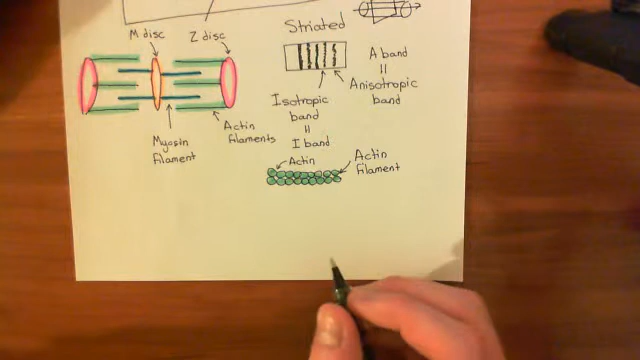 M disc
Z disc
Myosin
filament
Actin
filaments
Striated
A band
=
Anisotropic
band
Isotropic
band
=
I band
Actin
Actin
Filament